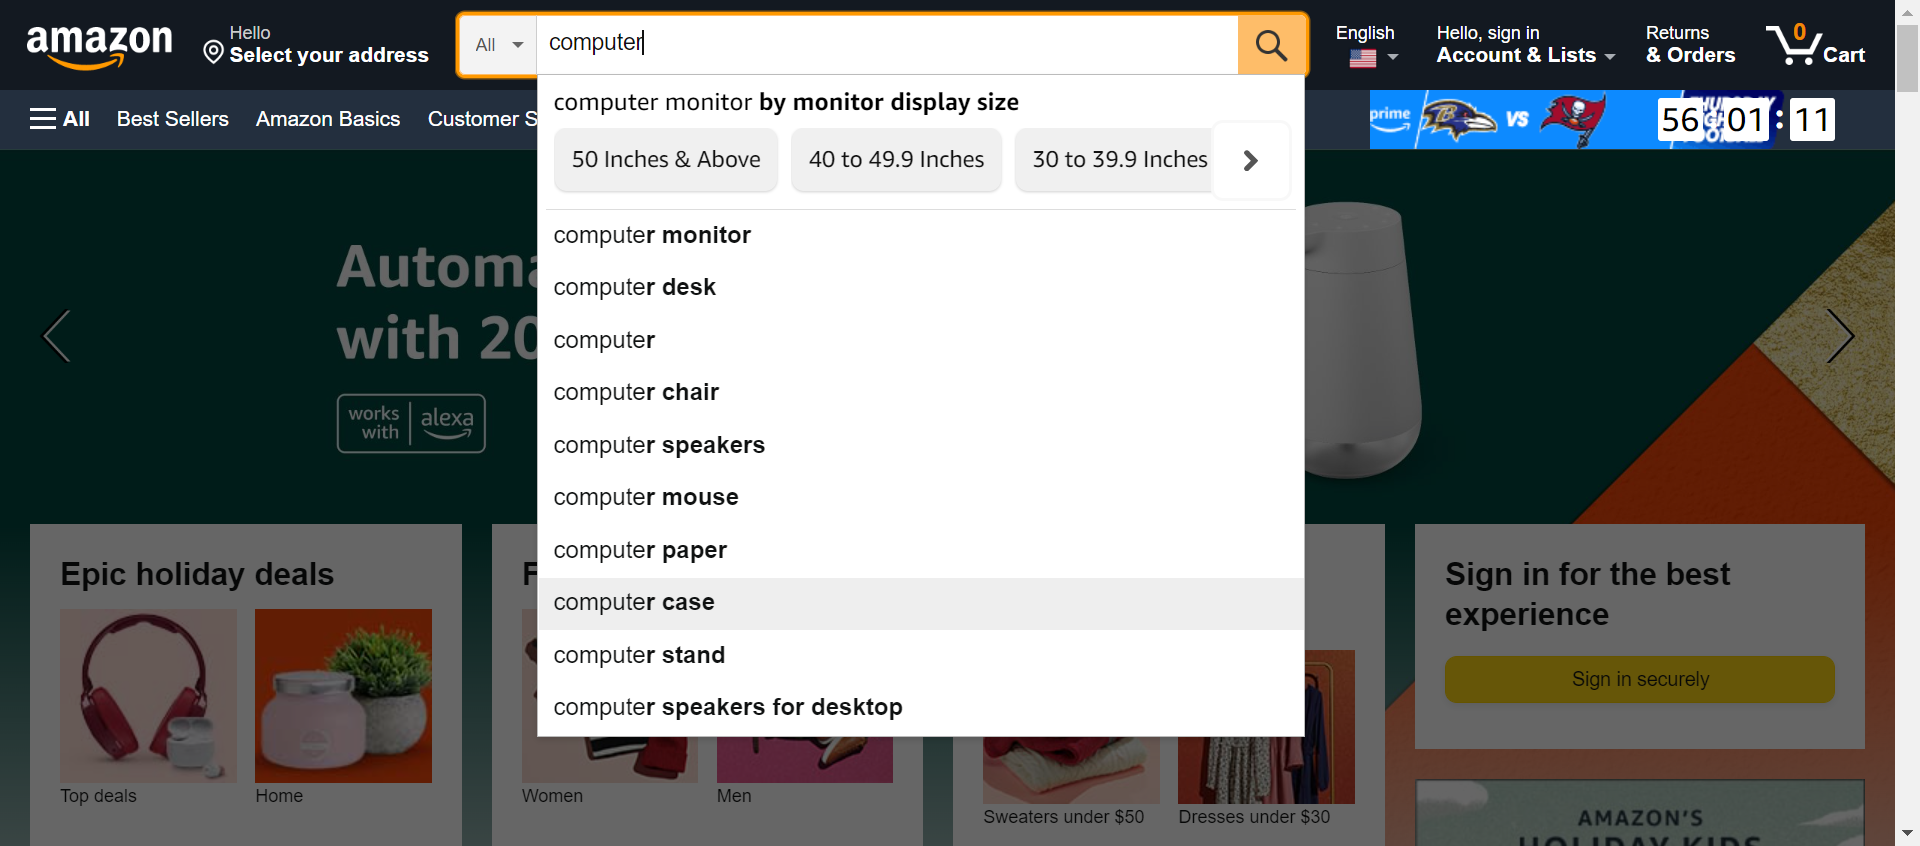 amazon
Hello
Select your address
All
computer
English
Hello, sign in
Account & Lists
Returns
& Orders
0
Cart
All
Best Sellers
Amazon Basics
Customer S
prime
VS
THURSDAY
NIGHT
FOOTBALL
56 01 : 11
computer monitor by monitor display size
50 Inches & Above
40 to 49.9 Inches
30 to 39.9 Inches
computer monitor
computer desk
computer
computer chair
computer speakers
computer mouse
computer paper
computer case
computer stand
computer speakers for desktop
Automa
with 20
works with
alexa
Epic holiday deals
Top deals
Home
F
Women
Men
Sweaters under $50
Dresses under $30
Sign in for the best
experience
Sign in securely
AMAZON'S
HOLIDAY KIDS